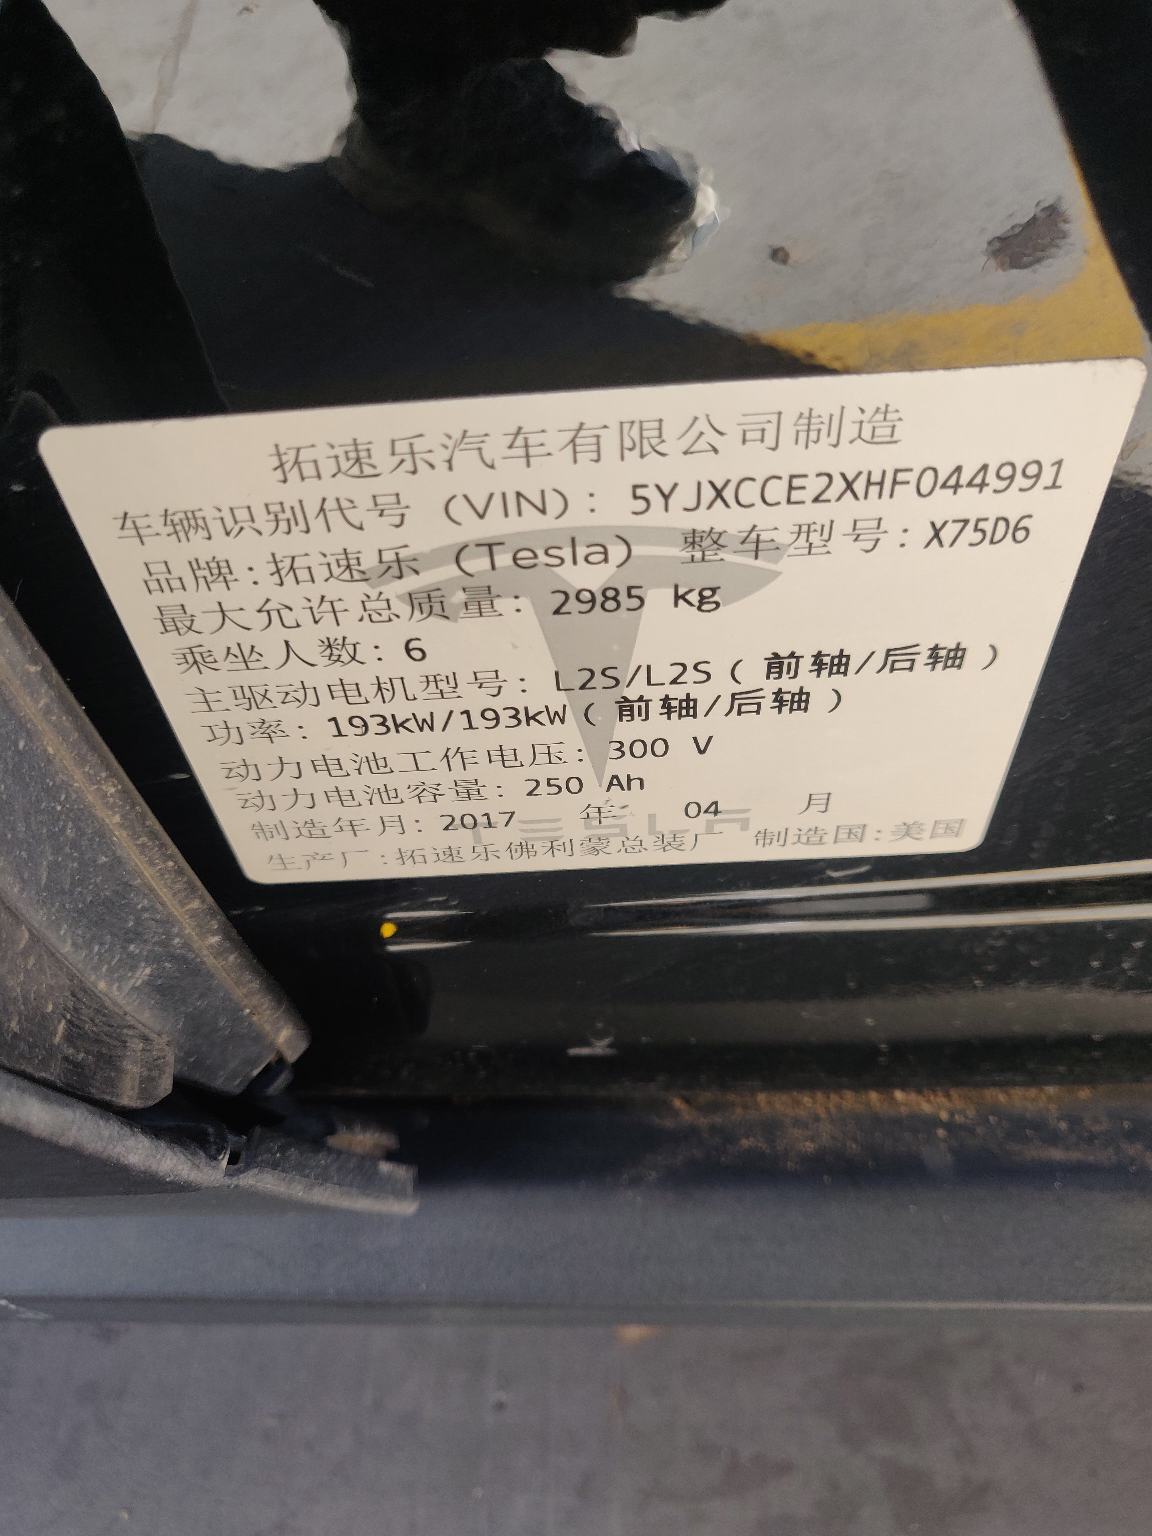 拓速乐汽车有限公司制造
车辆识别代号 (VIN): 5YJXCCE2XHF044991
品牌:拓速乐 (Tesla) 整车型号:X75D6
最大允许总质量: 2985 kg
乘坐人数: 6
主驱动电机型号: L2S/L2S ( 前轴/后轴 )
功率: 193kW/193kW ( 前轴/后轴 )
动力电池工作电压: 300 V
动力电池容量: 250 Ah
制造年月: 2017 年 04 月
TESLA
生产厂:拓速乐佛利蒙总装厂 制造国:美国